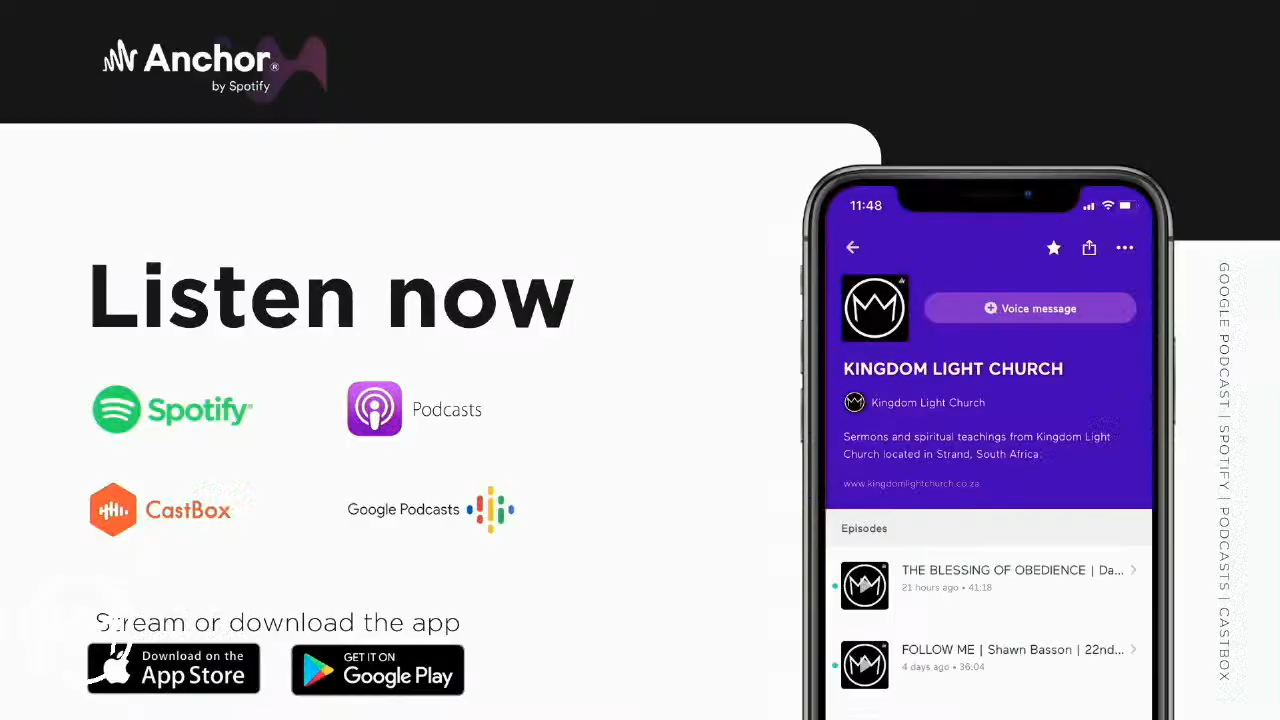 Anchor®
by Spotify
Listen now
Spotify®
Podcasts
CastBox
Google Podcasts
Stream or download the app
Download on the
App Store
GET IT ON
Google Play
11:48
Voice message
KINGDOM LIGHT CHURCH
Kingdom Light Church
Sermons and spiritual teachings from Kingdom Light
Church located in Strand, South Africa.
www.kingdomlightchurch.co.za
Episodes
THE BLESSING OF OBEDIENCE | Da...
21 hours ago • 41:18
FOLLOW ME | Shawn Basson | 22nd...
4 days ago • 36:04
GOOGLE PODCAST | SPOTIFY | PODCASTS | CASTBOX